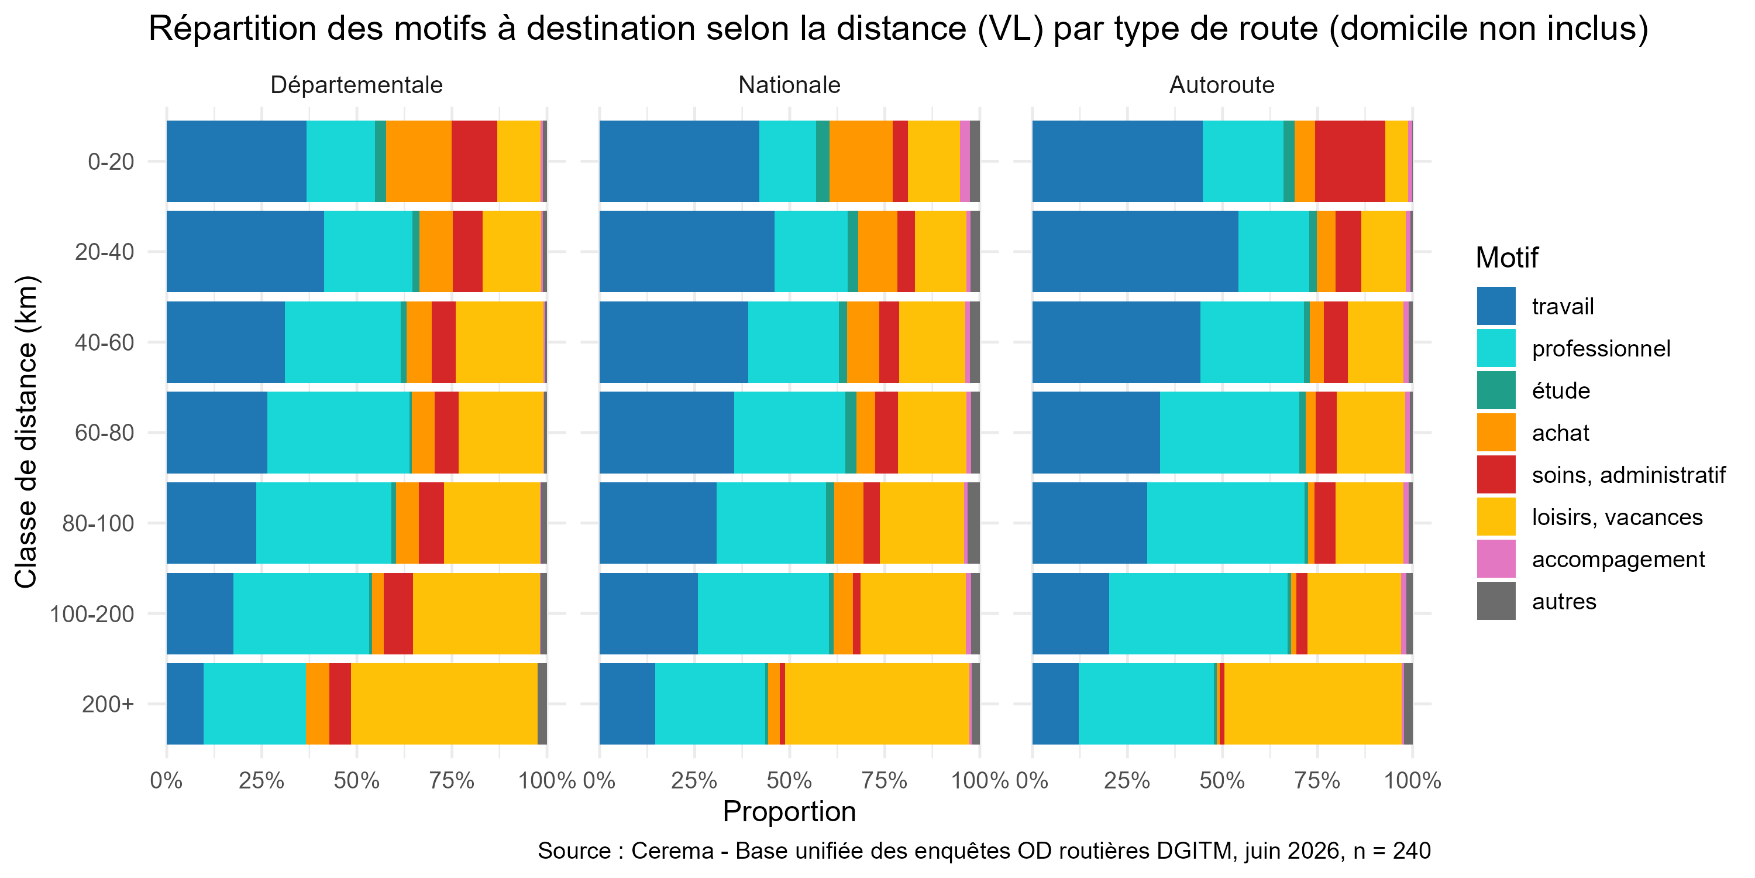 Répartition des motifs à destination selon la distance (VL) par type de route (domicile non inclus)
Départementale
Nationale
Autoroute
Classe de distance (km)
0-20
20-40
40-60
60-80
80-100
100-200
200+
0% 25% 50% 75% 100%
0% 25% 50% 75% 100%
0% 25% 50% 75% 100%
Proportion
Motif
travail
professionnel
étude
achat
soins, administratif
loisirs, vacances
accompagement
autres
Source : Cerema - Base unifiée des enquêtes OD routières DGITM, juin 2026, n = 240